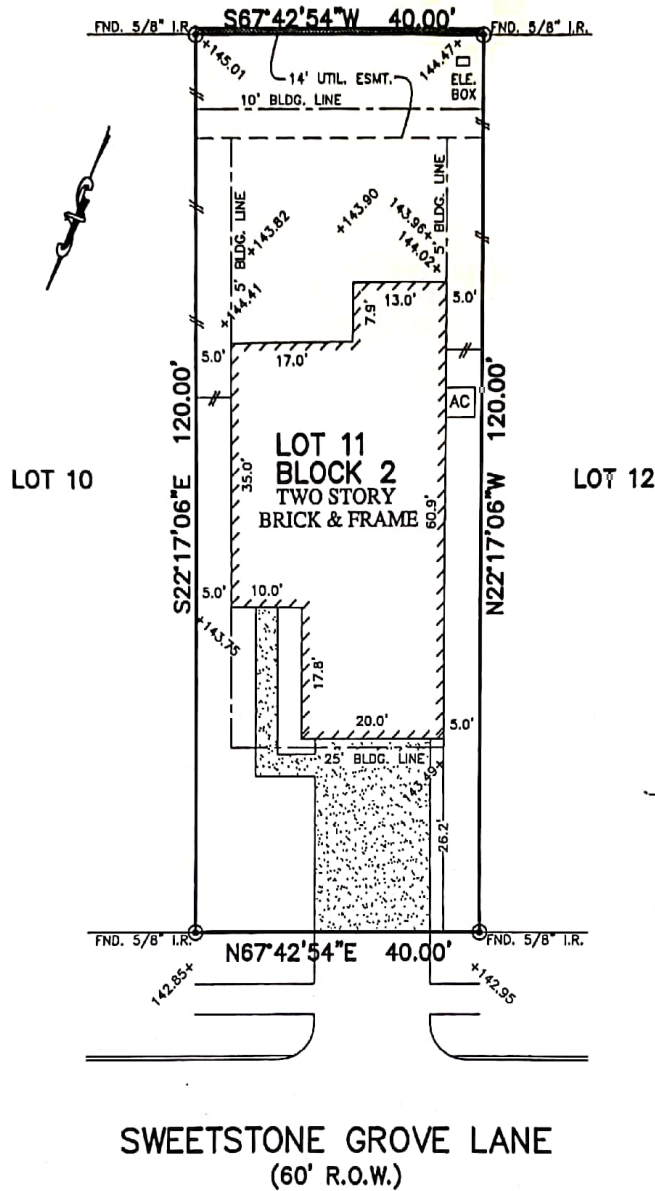 S67°42'54"W 40.00'
FND. 5/8" I.R.
FND. 5/8" I.R.
+145.01
144.47+
14' UTIL. ESMT.
ELE.
BOX
10' BLDG. LINE
5' BLDG. LINE
+143.82
+143.90
143.96+
144.02+
5' BLDG. LINE
+144.41
13.0'
7.9'
5.0'
5.0'
17.0'
AC
S22°17'06"E 120.00'
N22°17'06"W 120.00'
LOT 10
LOT 11
BLOCK 2
TWO STORY
BRICK & FRAME
LOT 12
35.0'
60.9'
5.0'
10.0'
+143.75
17.8'
20.0'
5.0'
25' BLDG. LINE
143.49+
26.2'
FND. 5/8" I.R.
N67°42'54"E 40.00'
FND. 5/8" I.R.
142.85+
+142.95
SWEETSTONE GROVE LANE
(60' R.O.W.)